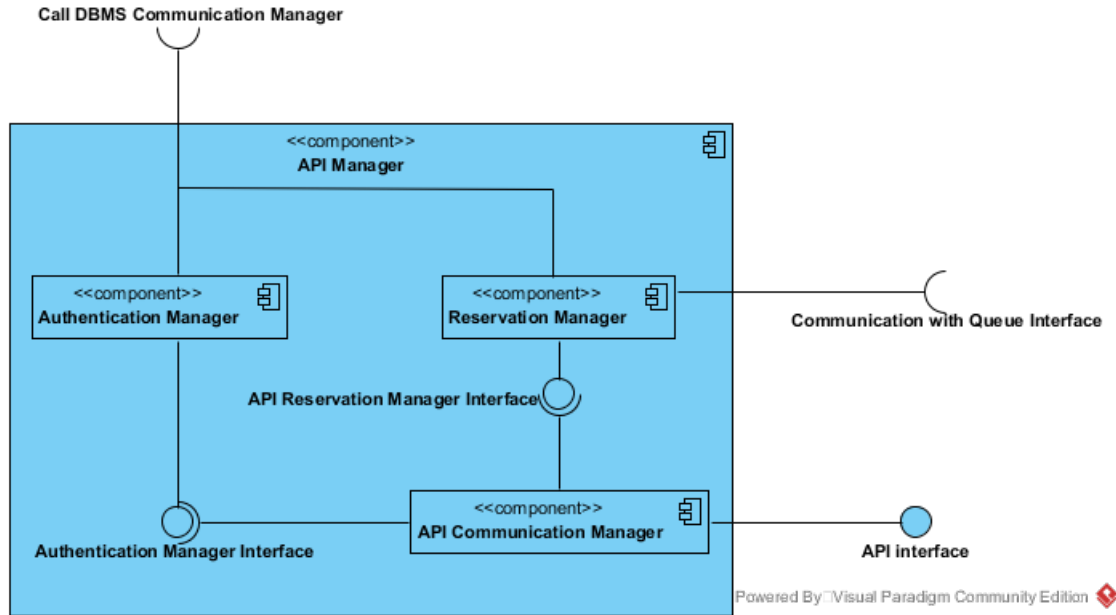 Call DBMS Communication Manager
<<component>>
API Manager
<<component>>
Authentication Manager
<<component>>
Reservation Manager
Communication with Queue Interface
API Reservation Manager Interface
<<component>>
API Communication Manager
Authentication Manager Interface
API interface
Powered By Visual Paradigm Community Edition